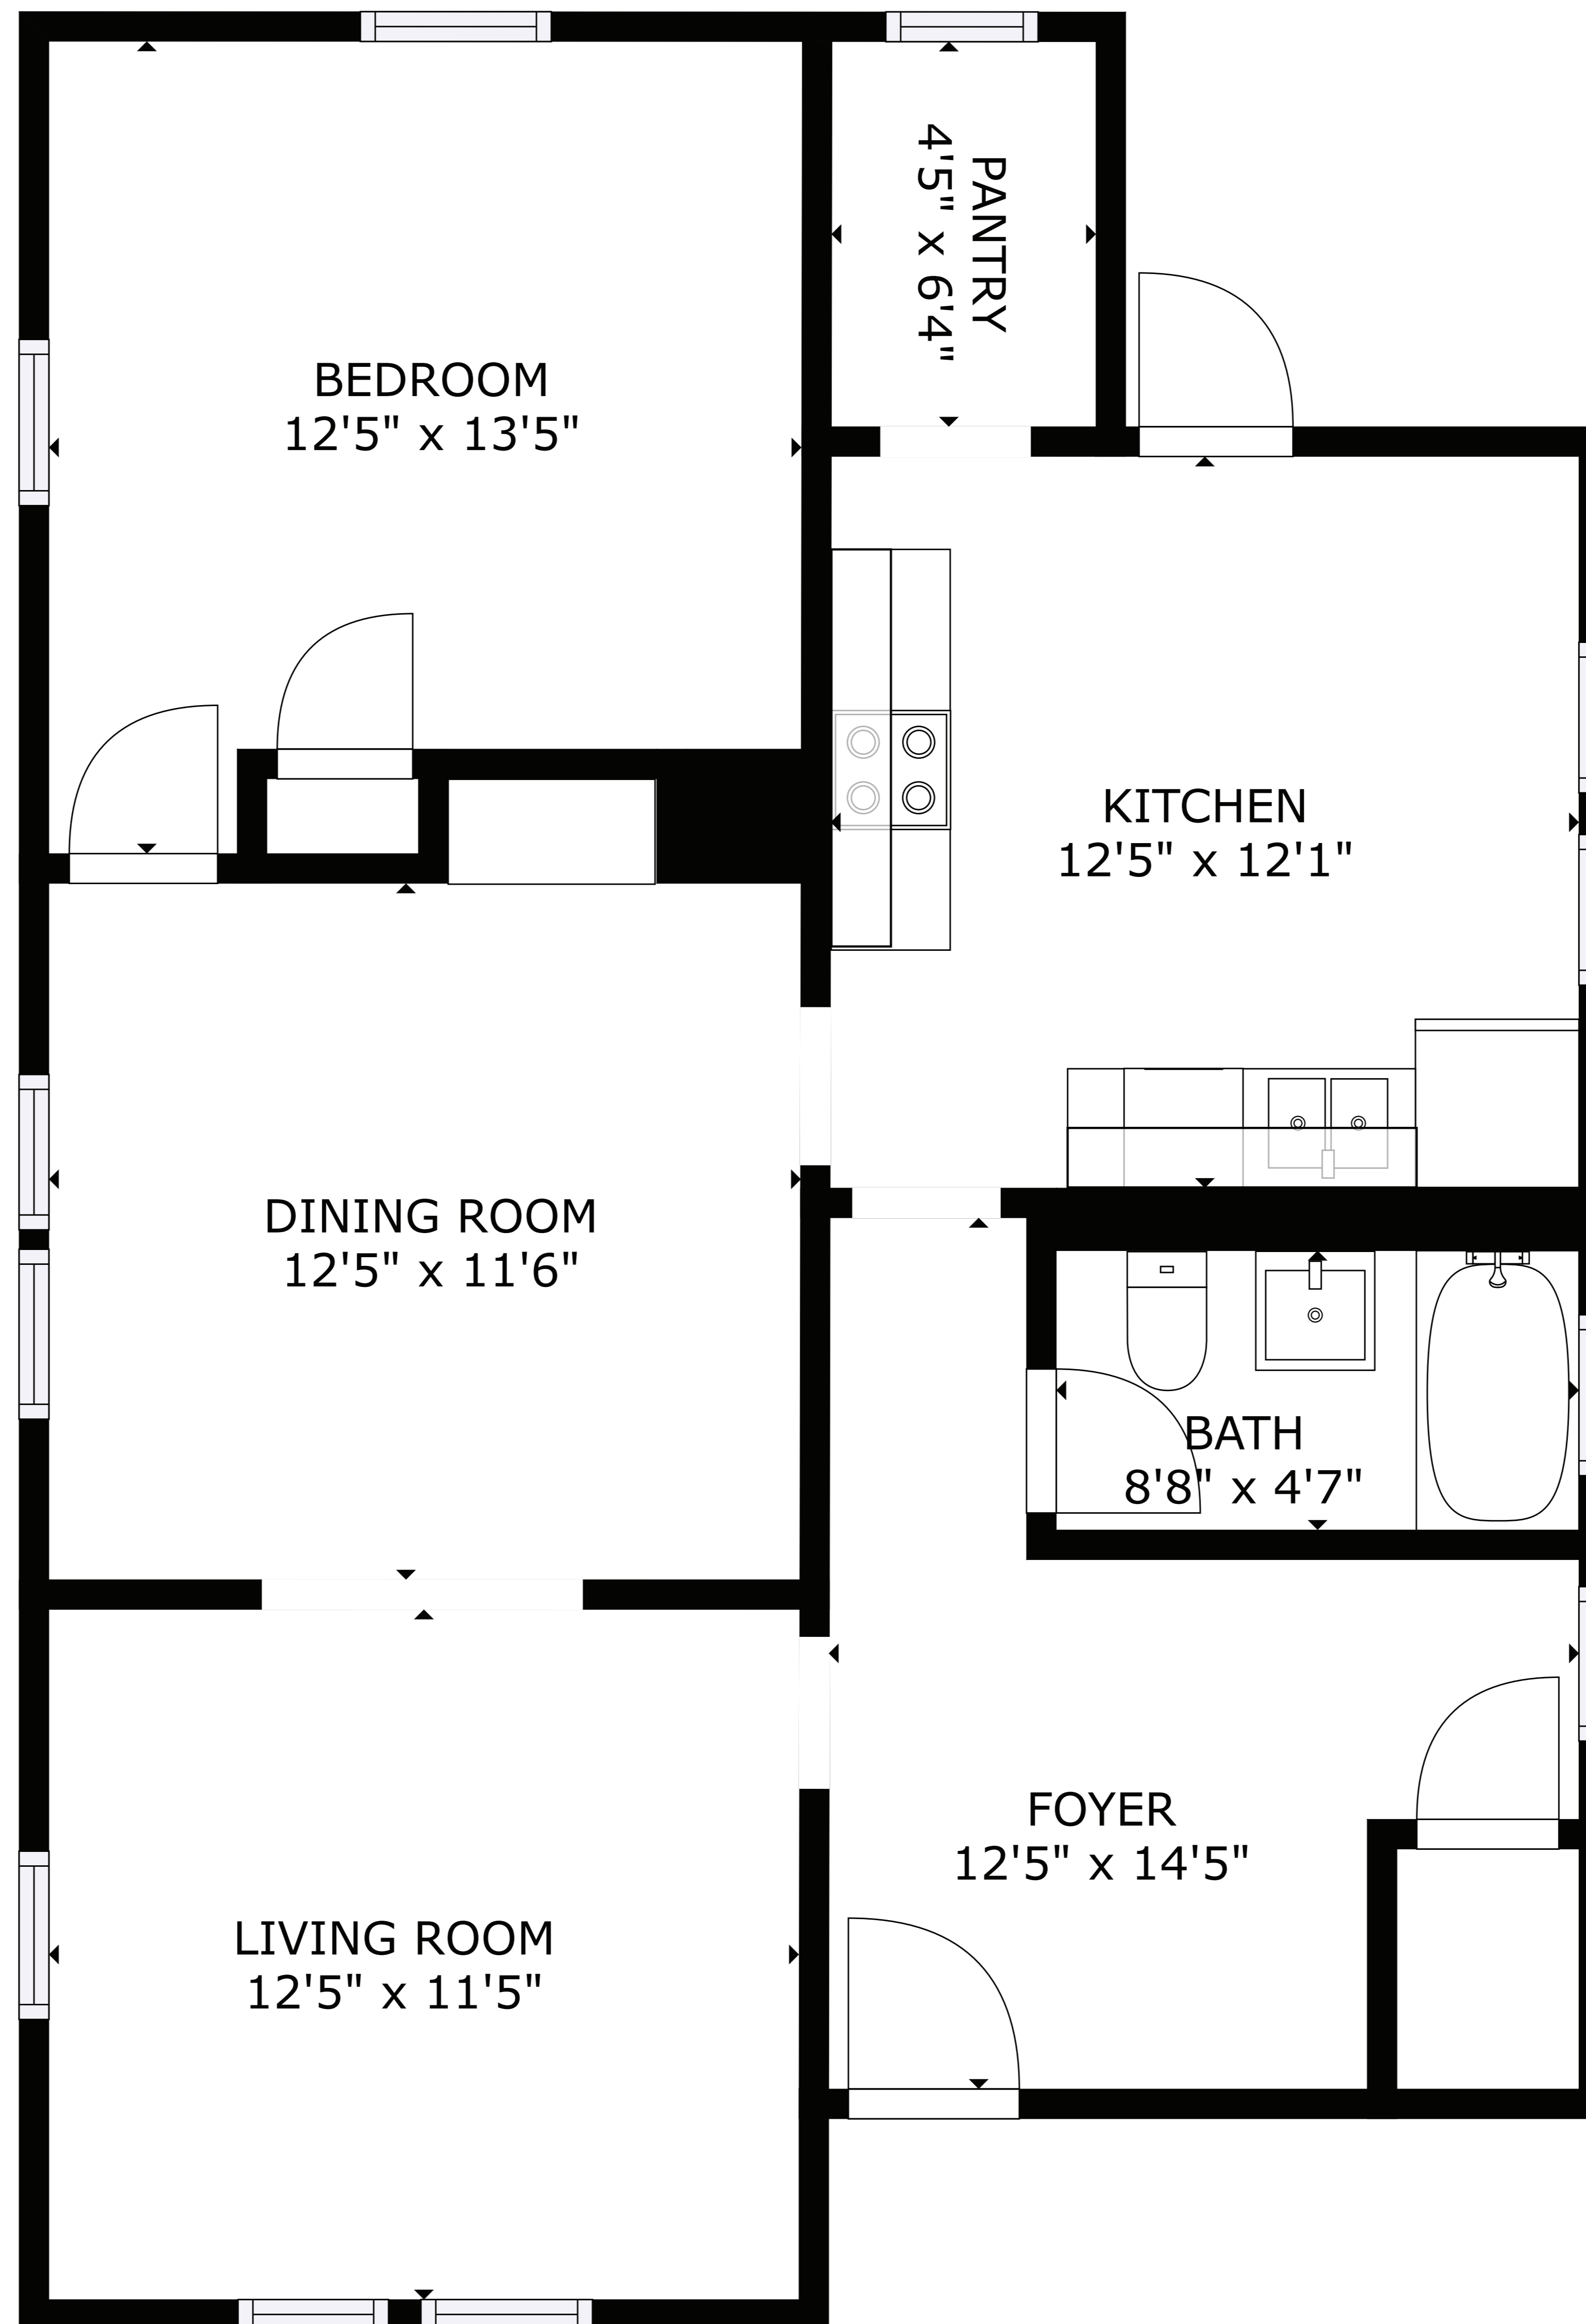 PANTRY
4'5" x 6'4"
BEDROOM
12'5" x 13'5"
KITCHEN
12'5" x 12'1"
DINING ROOM
12'5" x 11'6"
BATH
8'8" x 4'7"
FOYER
12'5" x 14'5"
LIVING ROOM
12'5" x 11'5"